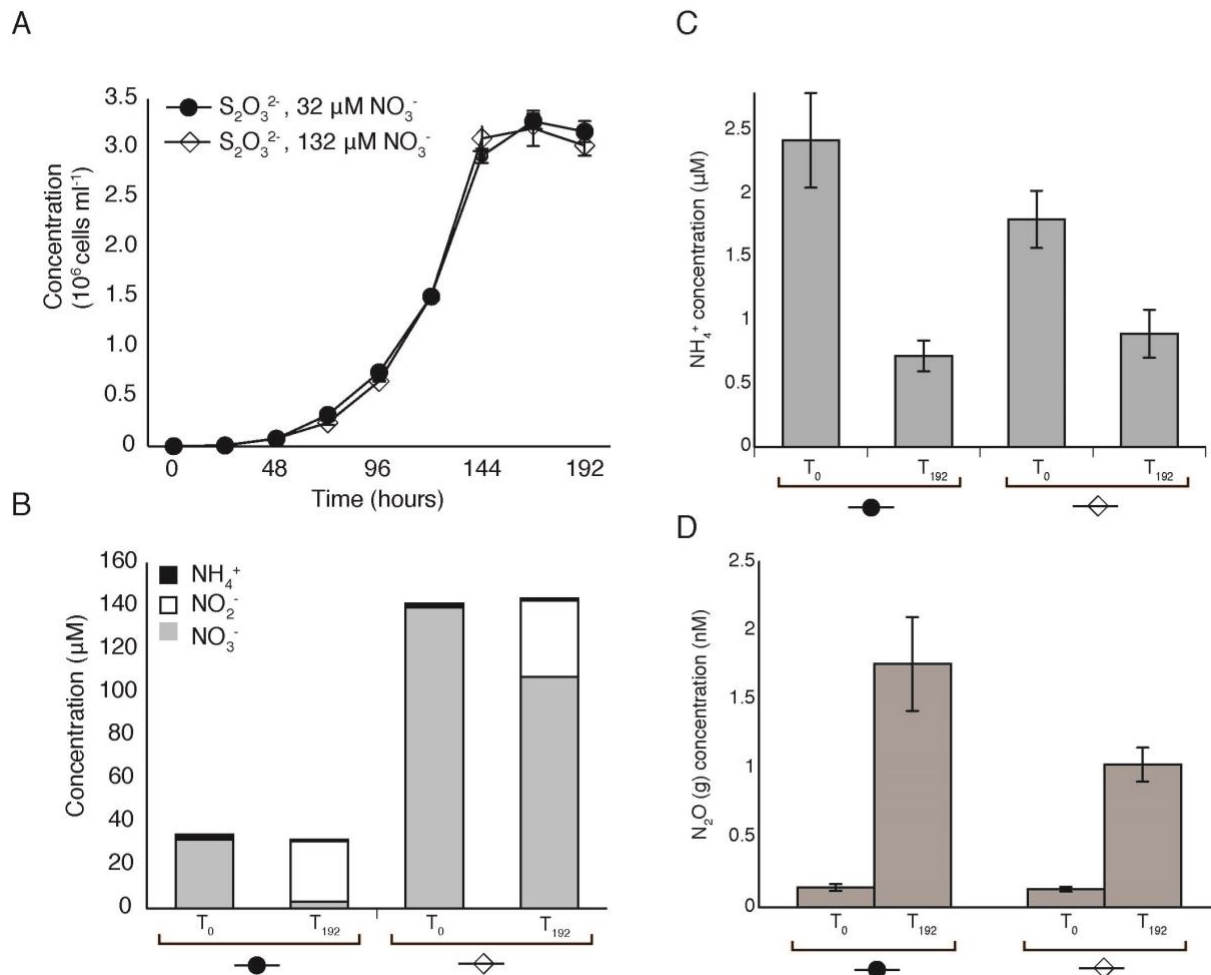 A
3.5
3.0
2.5
2.0
1.5
1.0
0.5
0
S₂O₃²⁻ , 32 µM NO₃⁻
S₂O₃²⁻ , 132 µM NO₃⁻
Concentration
(10⁶ cells ml⁻¹)
0 48 96 144 192
Time (hours)
B
160
140
120
100
80
60
40
20
0
NH₄⁺
NO₂⁻
NO₃⁻
Concentration (µM)
T₀ T₁₉₂ T₀ T₁₉₂
C
2.5
2
1.5
1
0.5
0
NH₄⁺ concentration (µM)
T₀ T₁₉₂ T₀ T₁₉₂
D
2.5
2
1.5
1
0.5
0
N₂O (g) concentration (nM)
T₀ T₁₉₂ T₀ T₁₉₂